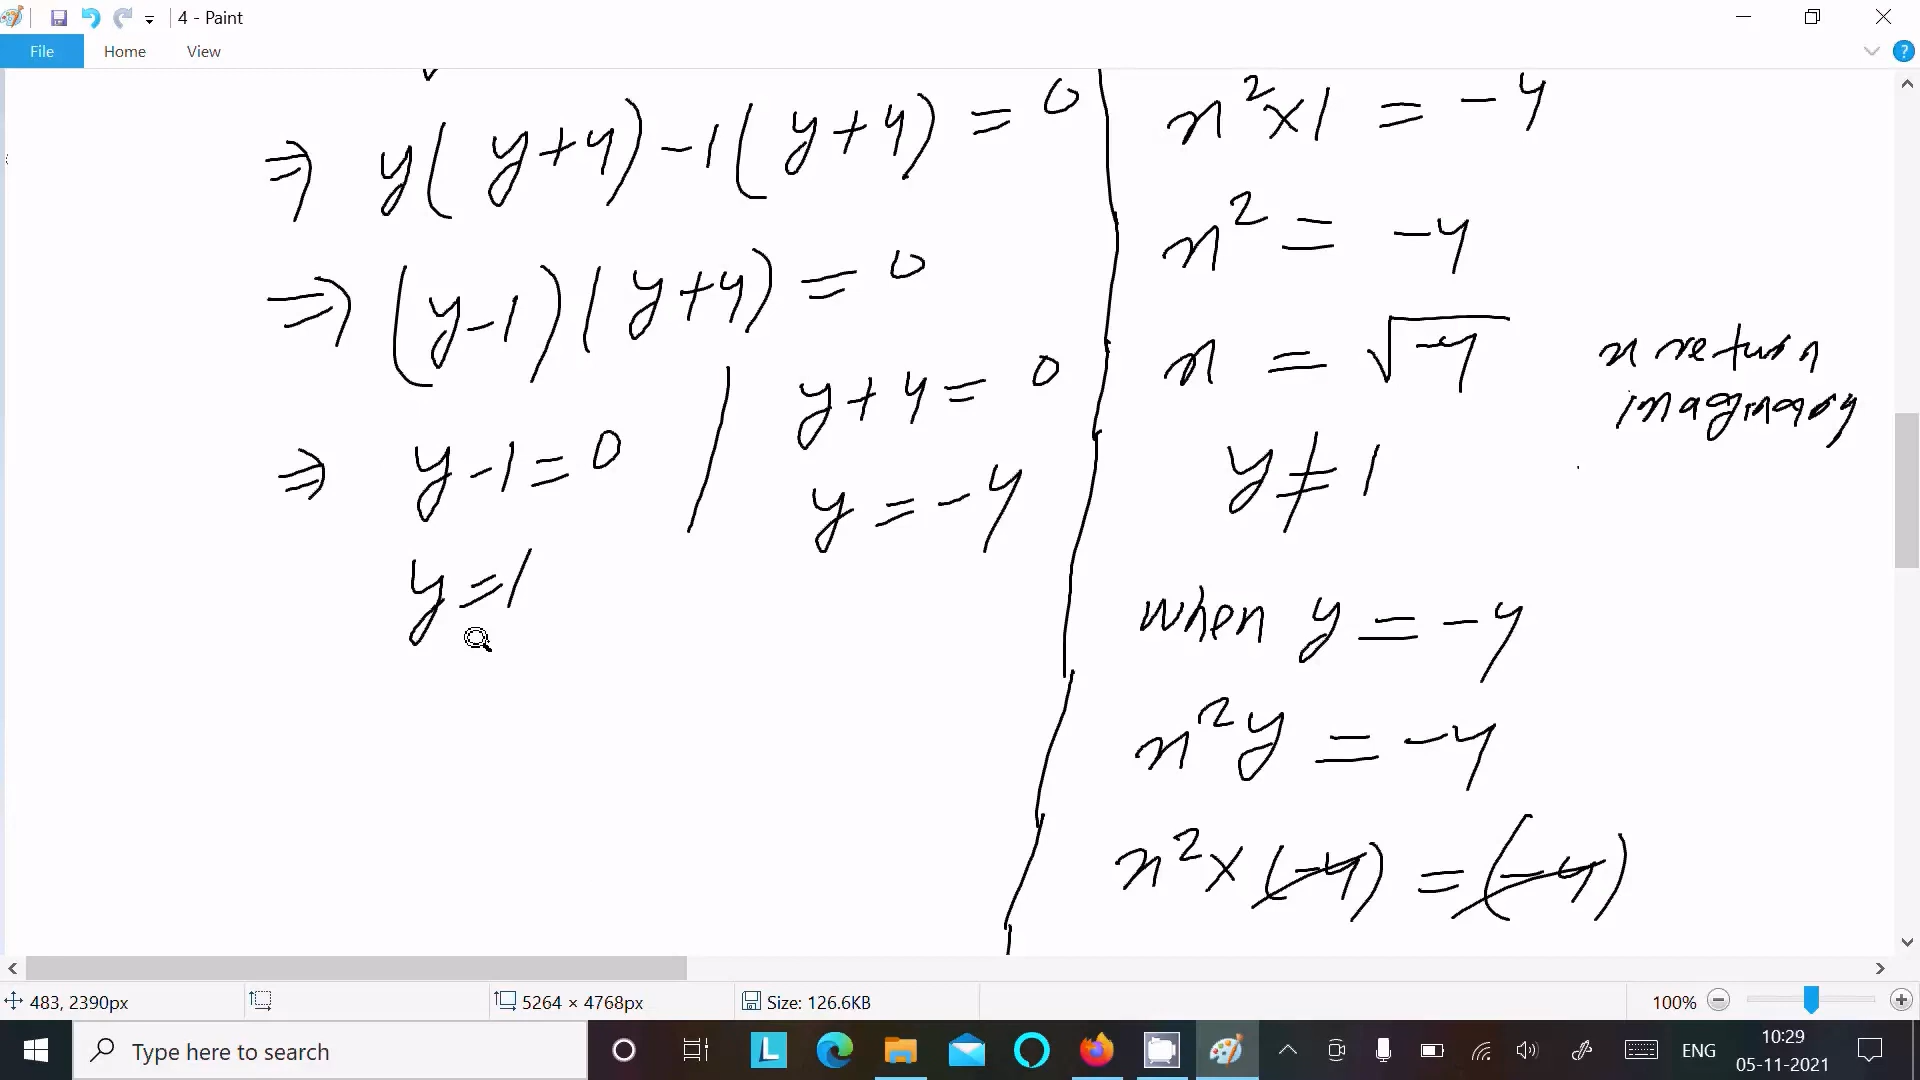 4 - Paint
File Home View
⇒ y(y+4)-1(y+4)=0
⇒ (y-1)(y+4)=0
⇒ y-1=0
y=1
y+4=0
y=-4
x²×1=-4
x²=-4
x=√-4
x return
imaginary
y≠1
when y=-4
x²y=-4
x²×(-4)=(-4)
483, 2390px
5264 × 4768px
Size: 126.6KB
100%
Type here to search
ENG
10:29
05-11-2021